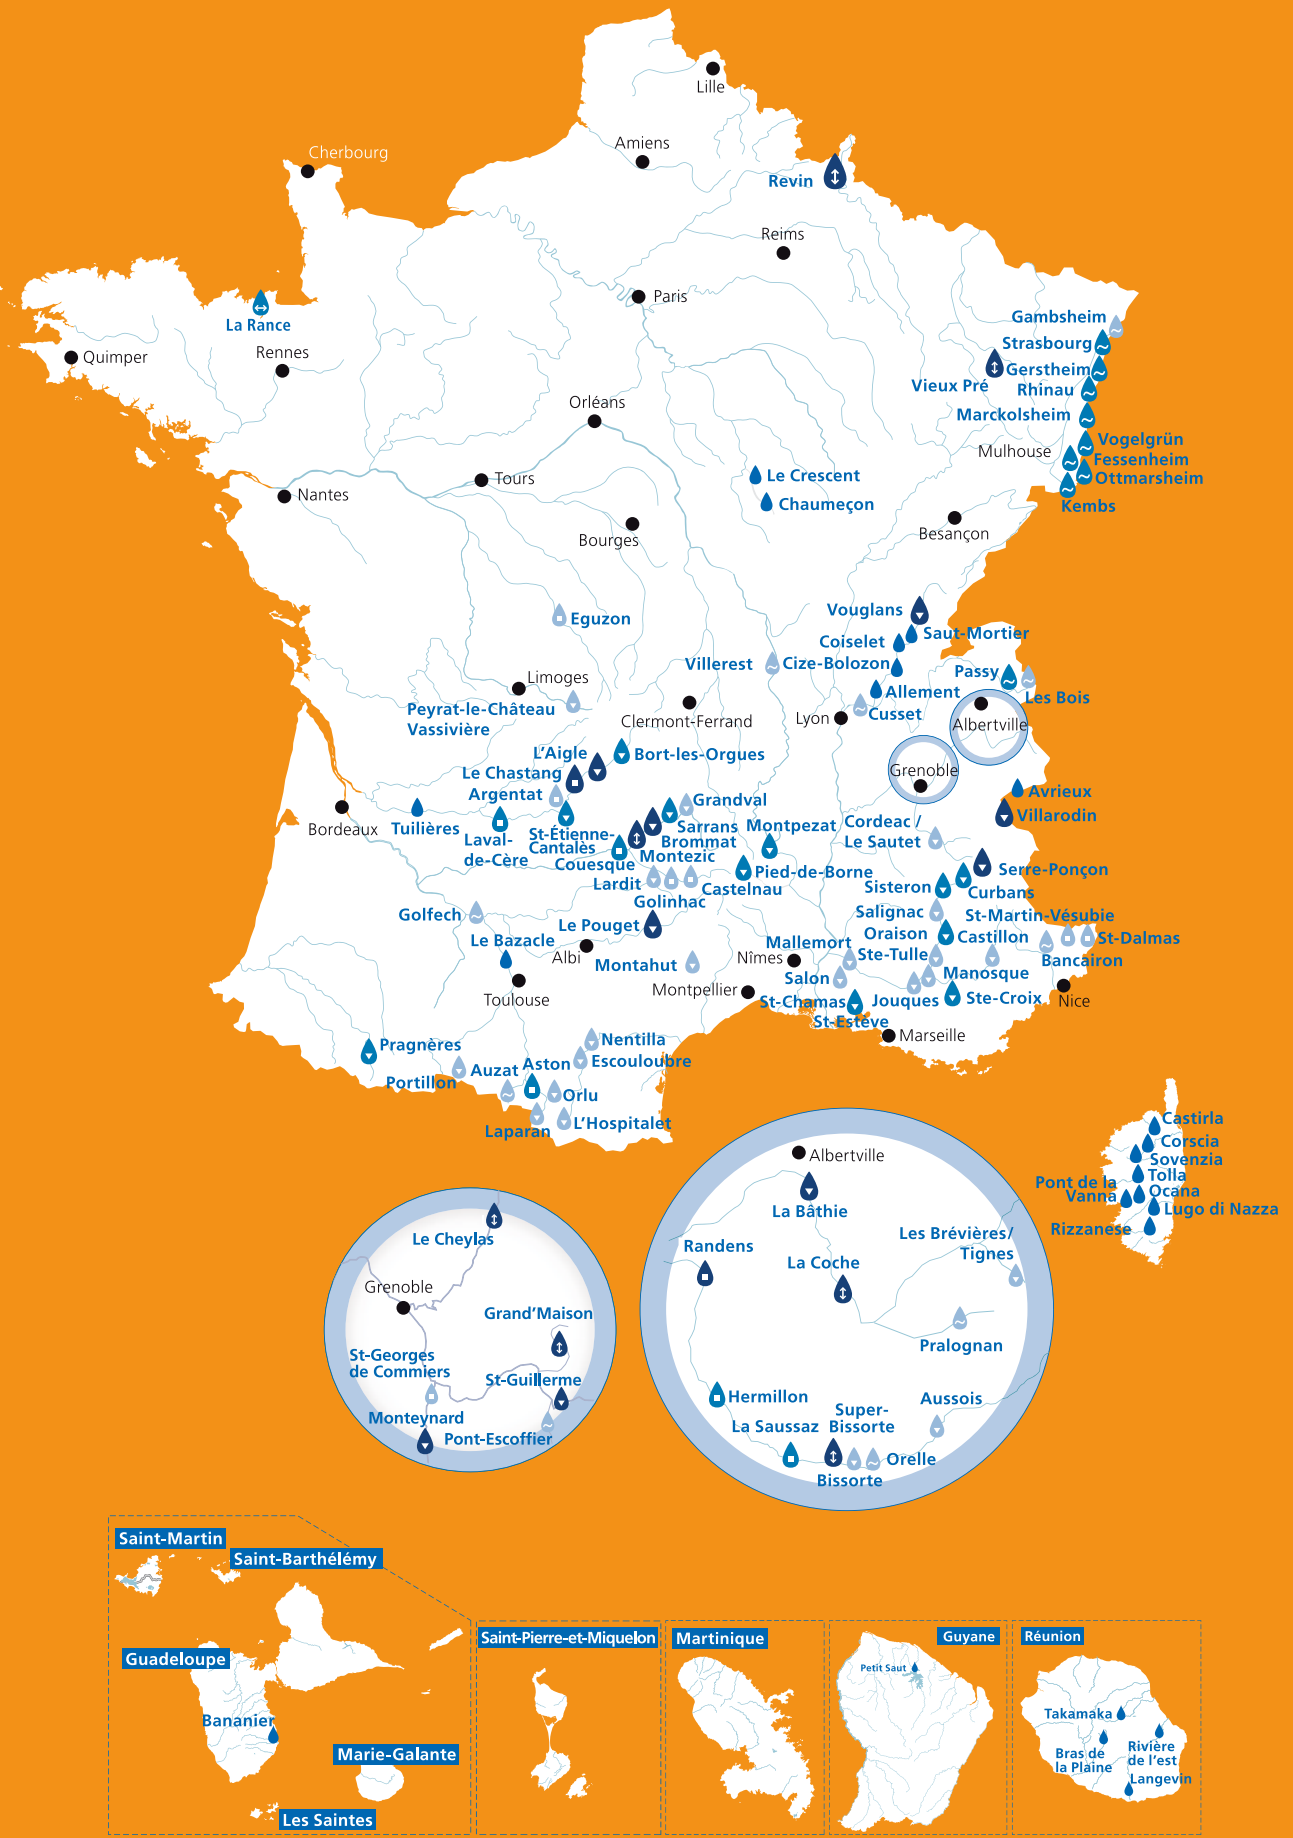 Lille
Amiens
Cherbourg
Revin
Reims
Paris
La Rance
Rennes
Quimper
Gambsheim
Strasbourg
Gerstheim
Vieux Pré
Rhinau
Marckolsheim
Orléans
Vogelgrün
Mulhouse
Fessenheim
Ottmarsheim
Kembs
Le Crescent
Chaumeçon
Tours
Nantes
Bourges
Besançon
Eguzon
Vouglans
Saut-Mortier
Coiselet
Villerest
Cize-Bolozon
Passy
Les Bois
Allement
Cusset
Lyon
Albertville
Limoges
Peyrat-le-Château
Vassivière
Clermont-Ferrand
L'Aigle
Bort-les-Orgues
Le Chastang
Argentat
Grenoble
Avrieux
Villarodin
Bordeaux
Tuilières
Laval-
de-Cère
St-Étienne-
Cantalès
Grandval
Sarrans
Brommat
Montezic
Couesque
Lardit
Golinhac
Castelnau
Montpezat
Pied-de-Borne
Cordeac /
Le Sautet
Serre-Ponçon
Sisteron
Curbans
Salignac
St-Martin-Vésubie
Oraison
Castillon
St-Dalmas
Bancairon
Golfech
Le Pouget
Le Bazacle
Albi
Montahut
Toulouse
Mallemort
Nîmes
Ste-Tulle
Salon
Manosque
Montpellier
St-Chamas
Jouques
Ste-Croix
Nice
St-Estève
Marseille
Pragnères
Portillon
Nentilla
Escouloubre
Auzat
Aston
Orlu
Laparan
L'Hospitalet
Castirla
Corscia
Sovenzia
Tolla
Pont de la
Vanna
Ocana
Lugo di Nazza
Rizzanese
Le Cheylas
Grenoble
Grand'Maison
St-Georges
de Commiers
St-Guillerme
Monteynard
Pont-Escoffier
Albertville
La Bâthie
Les Brévières/
Tignes
Randens
La Coche
Pralognan
Hermillon
Aussois
La Saussaz
Super-
Bissorte
Orelle
Bissorte
Saint-Martin
Saint-Barthélémy
Guadeloupe
Bananier
Marie-Galante
Les Saintes
Saint-Pierre-et-Miquelon
Martinique
Guyane
Petit Saut
Réunion
Takamaka
Bras de
la Plaine
Rivière
de l'est
Langevin